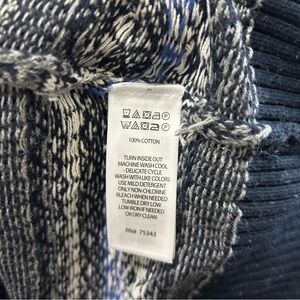 100% COTTON
TURN INSIDE OUT
MACHINE WASH COOL
DELICATE CYCLE
WASH WITH LIKE COLORS
USE MILD DETERGENT
ONLY NON-CHLORINE
BLEACH WHEN NEEDED
TUMBLE DRY LOW
LOW IRON IF NEEDED
OR DRY CLEAN
RN# 75343